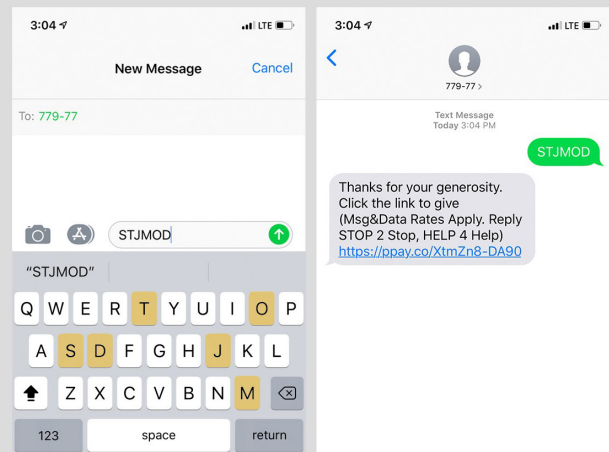 3:04
LTE
New Message
Cancel
To: 779-77
STJMOD
"STJMOD"
Q W E R T Y U I O P
A S D F G H J K L
Z X C V B N M
123 space return
3:04
LTE
779-77 >
Text Message
Today 3:04 PM
STJMOD
Thanks for your generosity.
Click the link to give
(Msg&Data Rates Apply. Reply
STOP 2 Stop, HELP 4 Help)
https://ppay.co/XtmZn8-DA90